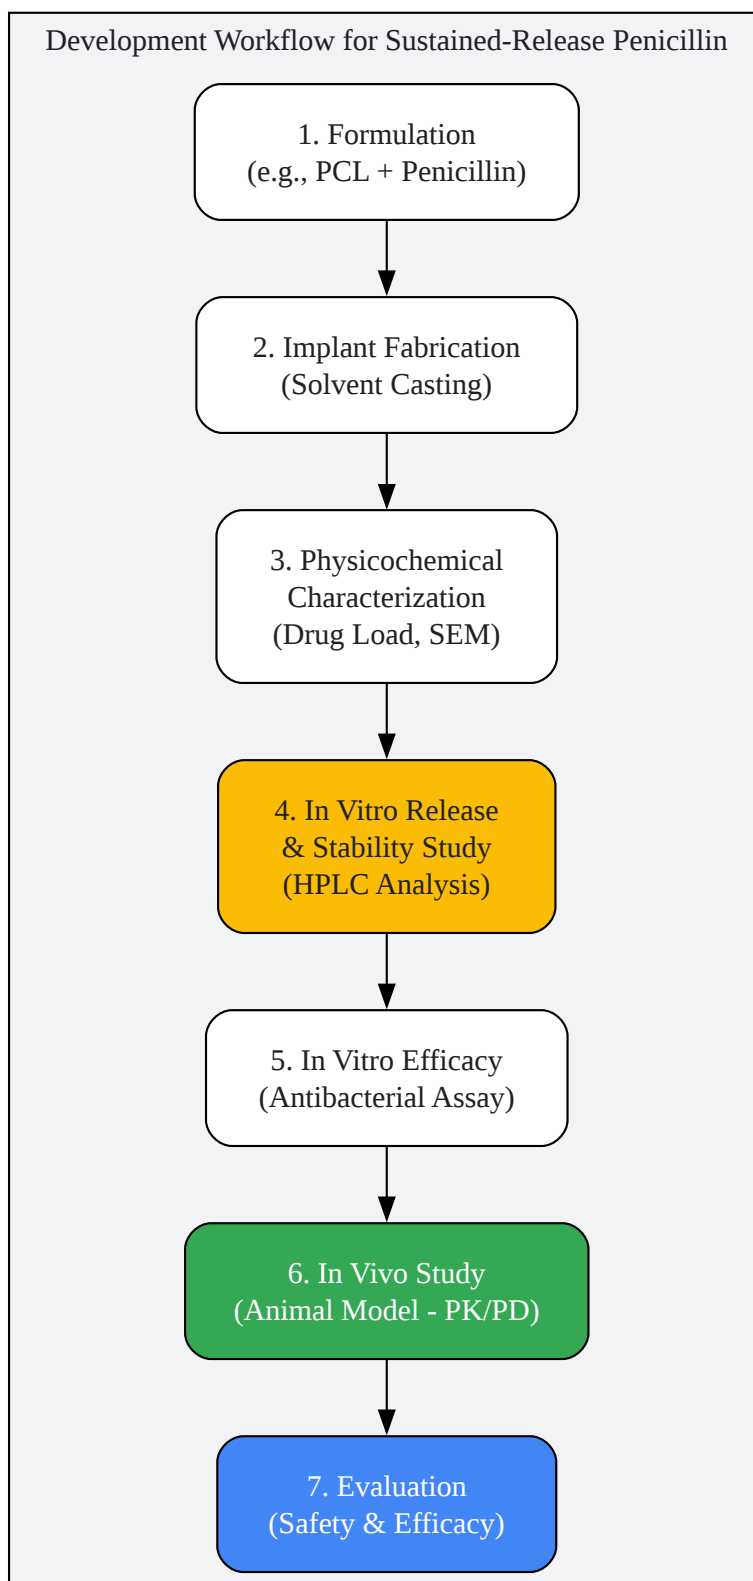 Development Workflow for Sustained-Release Penicillin
1. Formulation
(e.g., PCL + Penicillin)
2. Implant Fabrication
(Solvent Casting)
3. Physicochemical
Characterization
(Drug Load, SEM)
4. In Vitro Release
& Stability Study
(HPLC Analysis)
5. In Vitro Efficacy
(Antibacterial Assay)
6. In Vivo Study
(Animal Model - PK/PD)
7. Evaluation
(Safety & Efficacy)